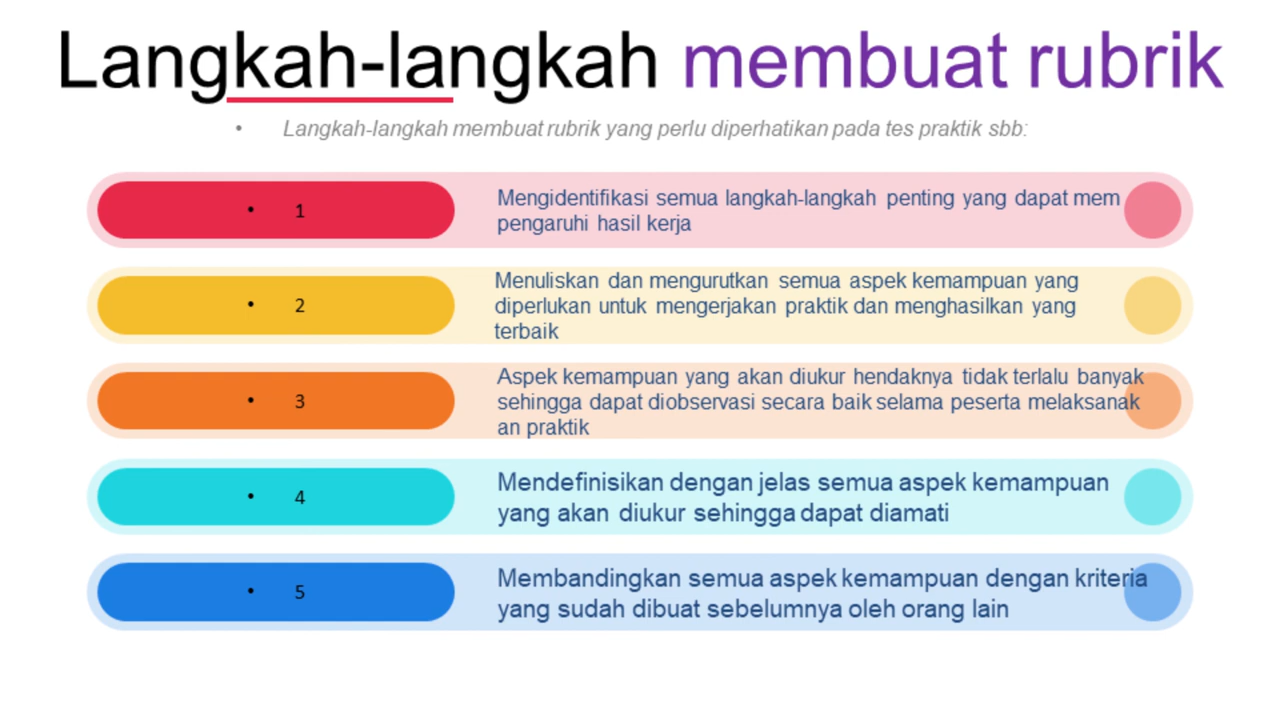 Langkah-langkah membuat rubrik
• Langkah-langkah membuat rubrik yang perlu diperhatikan pada tes praktik sbb:
• 1
Mengidentifikasi semua langkah-langkah penting yang dapat mem
pengaruhi hasil kerja
• 2
Menuliskan dan mengurutkan semua aspek kemampuan yang
diperlukan untuk mengerjakan praktik dan menghasilkan yang
terbaik
• 3
Aspek kemampuan yang akan diukur hendaknya tidak terlalu banyak
sehingga dapat diobservasi secara baik selama peserta melaksanak
an praktik
• 4
Mendefinisikan dengan jelas semua aspek kemampuan
yang akan diukur sehingga dapat diamati
• 5
Membandingkan semua aspek kemampuan dengan kriteria
yang sudah dibuat sebelumnya oleh orang lain